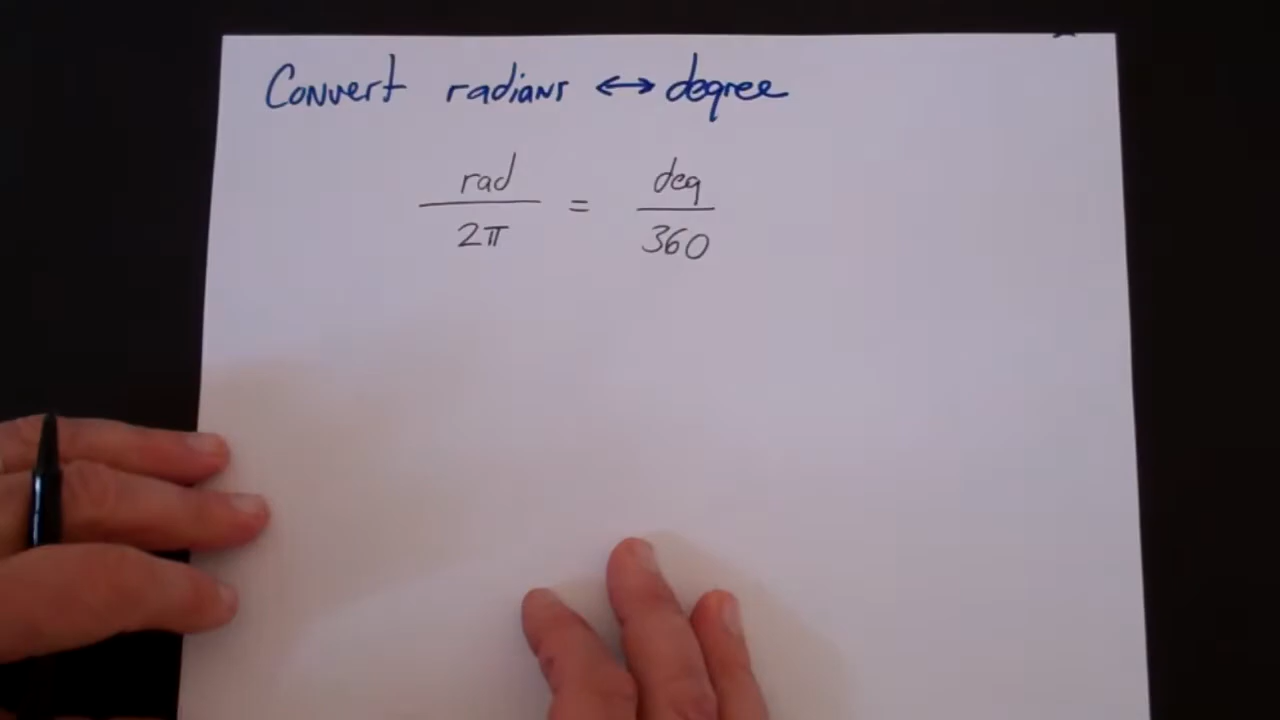 Convert radians ↔ degree
rad/2π = deg/360